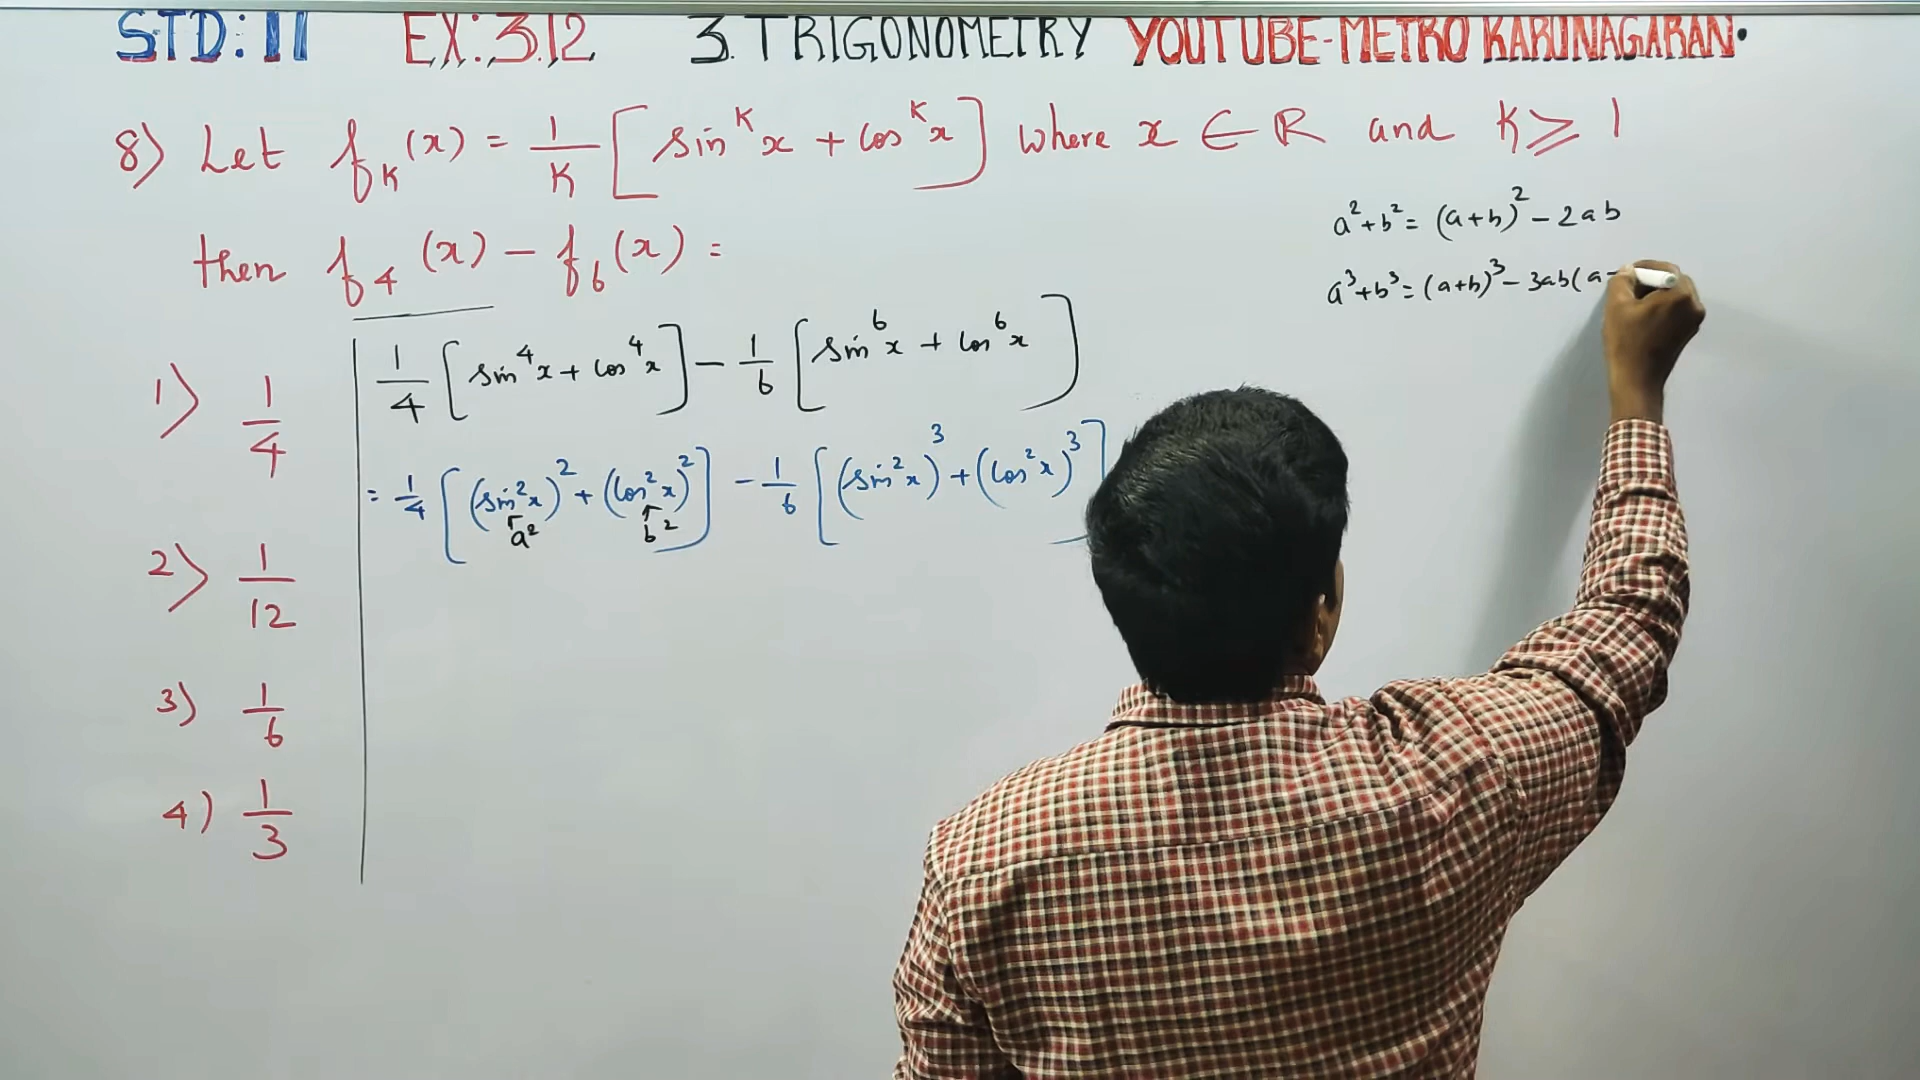 STD: 11 EX: 3.12 3. TRIGONOMETRY YOUTUBE-METRO KARUNAGARAN.
8) Let f_K(x) = 1/K [sin^K x + cos^K x] where x ∈ R and K ⩾ 1
then f_4(x) - f_6(x) =
a² + b² = (a+b)² - 2ab
a³ + b³ = (a+b)³ - 3ab(a
1/4 [sin⁴x + cos⁴x] - 1/6 [sin⁶x + cos⁶x]
= 1/4 [(sin²x)² + (cos²x)²] - 1/6 [(sin²x)³ + (cos²x)³]
a² b²
1) 1/4
2) 1/12
3) 1/6
4) 1/3